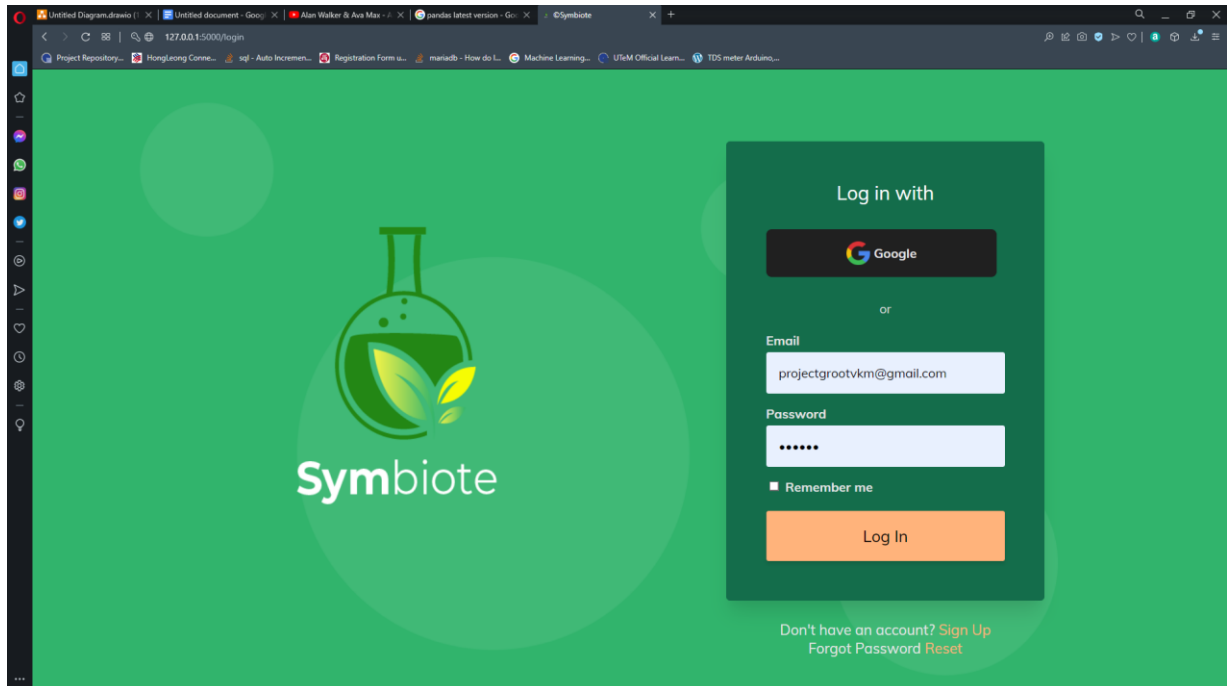 Untitled Diagram.drawio (1
Untitled document - Googl
Alan Walker & Ava Max - A
pandas latest version - Goo
©Symbiote
127.0.0.1:5000/login
Project Repository...
HongLeong Conne...
sql - Auto Incremen...
Registration Form u...
mariadb - How do I...
Machine Learning...
UTeM Official Learn...
TDS meter Arduino,...
Symbiote
Log in with
Google
or
Email
projectgrootvkm@gmail.com
Password
••••••
Remember me
Log In
Don't have an account? Sign Up
Forgot Password Reset